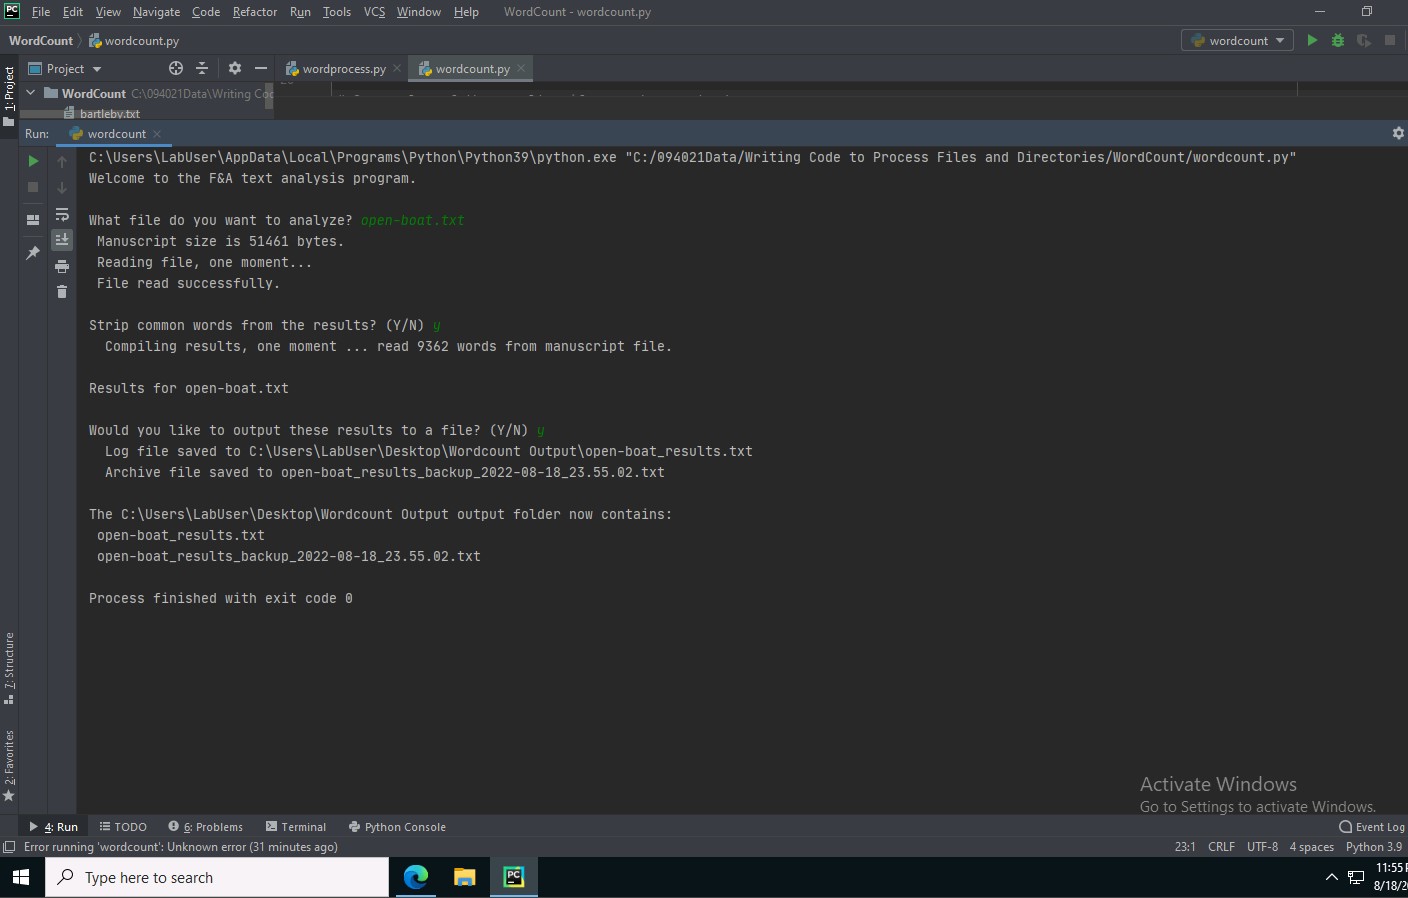 File Edit View Navigate Code Refactor Run Tools VCS Window Help WordCount - wordcount.py
WordCount wordcount.py wordcount
1: Project
Project wordprocess.py wordcount.py
WordCount C:\094021Data\Writing Coc
bartleby.txt
Run: wordcount
C:\Users\LabUser\AppData\Local\Programs\Python\Python39\python.exe "C:/094021Data/Writing Code to Process Files and Directories/WordCount/wordcount.py"
Welcome to the F&A text analysis program.
What file do you want to analyze? open-boat.txt
Manuscript size is 51461 bytes.
Reading file, one moment...
File read successfully.
Strip common words from the results? (Y/N) y
Compiling results, one moment ... read 9362 words from manuscript file.
Results for open-boat.txt
Would you like to output these results to a file? (Y/N) y
Log file saved to C:\Users\LabUser\Desktop\Wordcount Output\open-boat_results.txt
Archive file saved to open-boat_results_backup_2022-08-18_23.55.02.txt
The C:\Users\LabUser\Desktop\Wordcount Output output folder now contains:
open-boat_results.txt
open-boat_results_backup_2022-08-18_23.55.02.txt
Process finished with exit code 0
7: Structure
2: Favorites
Activate Windows
Go to Settings to activate Windows.
4: Run TODO 6: Problems Terminal Python Console Event Log
Error running 'wordcount': Unknown error (31 minutes ago) 23:1 CRLF UTF-8 4 spaces Python 3.9
Type here to search
11:55
8/18/2